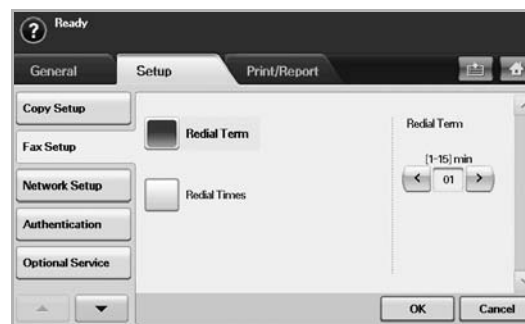 ? Ready
General Setup Print/Report
Copy Setup
Fax Setup
Network Setup
Authentication
Optional Service
Redial Term
Redial Times
Redial Term
[1-15] min
< 01 >
OK Cancel